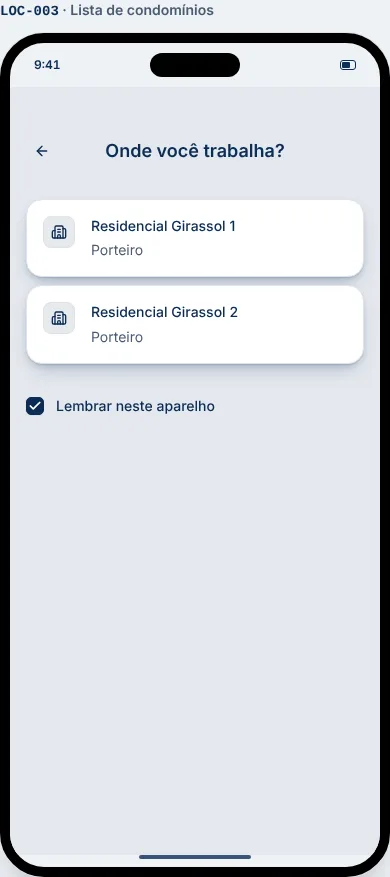 LOC-003 · Lista de condomínios
9:41
Onde você trabalha?
Residencial Girassol 1
Porteiro
Residencial Girassol 2
Porteiro
Lembrar neste aparelho